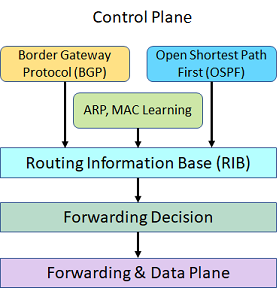 Control Plane
Border Gateway
Protocol (BGP)
Open Shortest Path
First (OSPF)
ARP, MAC Learning
Routing Information Base (RIB)
Forwarding Decision
Forwarding & Data Plane